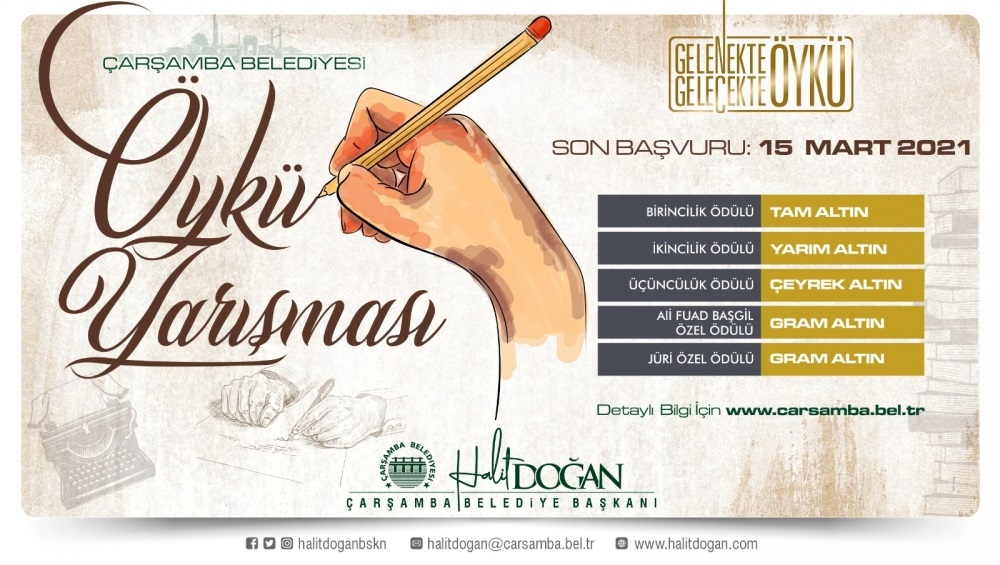 ÇARŞAMBA BELEDİYESİ
Öykü
Yarışması
GELENEKTE
GELECEKTE
ÖYKÜ
SON BAŞVURU: 15 MART 2021
BİRİNCİLİK ÖDÜLÜ TAM ALTIN
İKİNCİLİK ÖDÜLÜ YARIM ALTIN
ÜÇÜNCÜLÜK ÖDÜLÜ ÇEYREK ALTIN
Alİ FUAD BAŞGİL
ÖZEL ÖDÜLÜ GRAM ALTIN
JÜRİ ÖZEL ÖDÜLÜ GRAM ALTIN
Detaylı Bilgi İçin www.carsamba.bel.tr
ÇARŞAMBA BELEDİYESİ
Halit DOĞAN
ÇARŞAMBA BELEDİYE BAŞKANI
halitdoganbskn halitdogan@carsamba.bel.tr www.halitdogan.com